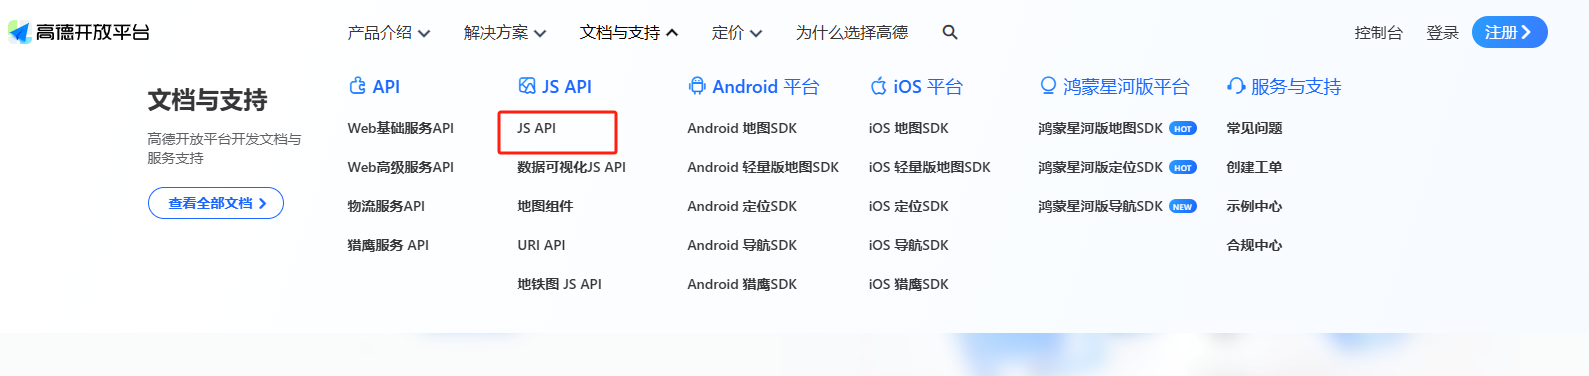 高德开放平台
产品介绍
解决方案
文档与支持
定价
为什么选择高德
控制台
登录
注册
文档与支持
高德开放平台开发文档与
服务支持
查看全部文档
API
Web基础服务API
Web高级服务API
物流服务API
猎鹰服务 API
JS API
JS API
数据可视化JS API
地图组件
URI API
地铁图 JS API
Android 平台
Android 地图SDK
Android 轻量版地图SDK
Android 定位SDK
Android 导航SDK
Android 猎鹰SDK
iOS 平台
iOS 地图SDK
iOS 轻量版地图SDK
iOS 定位SDK
iOS 导航SDK
iOS 猎鹰SDK
鸿蒙星河版平台
鸿蒙星河版地图SDK HOT
鸿蒙星河版定位SDK HOT
鸿蒙星河版导航SDK NEW
服务与支持
常见问题
创建工单
示例中心
合规中心